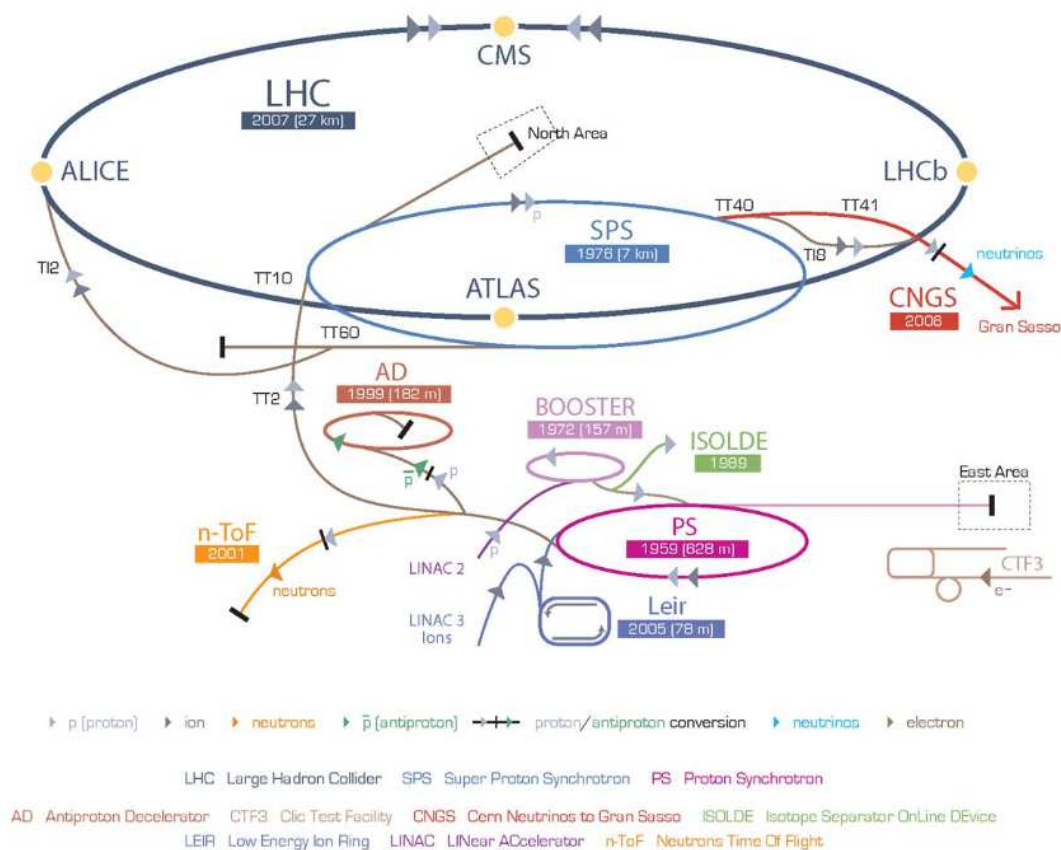 CMS
LHC
2007 (27 km)
North Area
ALICE
LHCb
TT40
TT41
p
SPS
1976 (7 km)
TI8
neutrinos
TI2
TT10
ATLAS
CNGS
2006
Gran Sasso
TT60
AD
1999 (182 m)
TT2
BOOSTER
1972 (157 m)
ISOLDE
1989
p
p̅
East Area
n-ToF
2001
PS
1959 (628 m)
p
LINAC 2
neutrons
CTF3
e-
LINAC 3
Ions
Leir
2005 (78 m)
p (proton) ion neutrons p̅ (antiproton) proton/antiproton conversion neutrinos electron
LHC Large Hadron Collider SPS Super Proton Synchrotron PS Proton Synchrotron
AD Antiproton Decelerator CTF3 Clic Test Facility CNGS Cern Neutrinos to Gran Sasso ISOLDE Isotope Separator OnLine DEvice
LEIR Low Energy Ion Ring LINAC LINear ACcelerator n-ToF Neutrons Time Of Flight